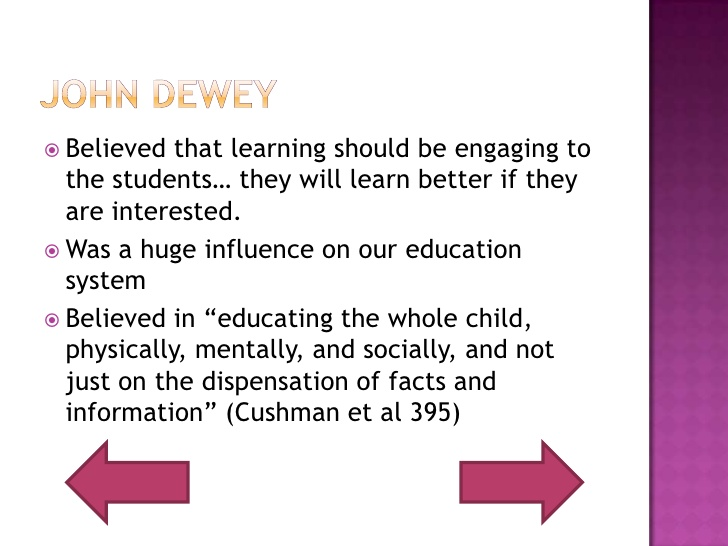 JOHN DEWEY
Believed that learning should be engaging to
the students… they will learn better if they
are interested.
Was a huge influence on our education
system
Believed in “educating the whole child,
physically, mentally, and socially, and not
just on the dispensation of facts and
information” (Cushman et al 395)